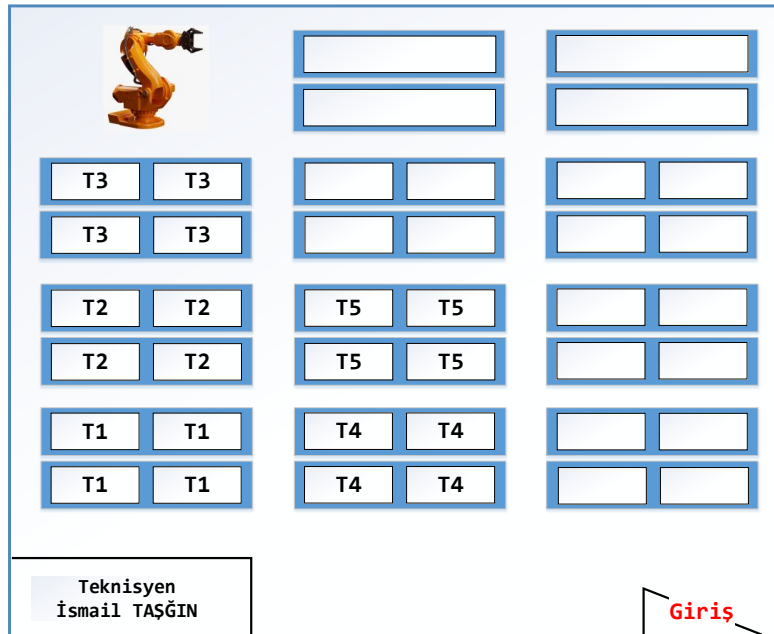 T3 T3
T3 T3
T2 T2 T5 T5
T2 T2 T5 T5
T1 T1 T4 T4
T1 T1 T4 T4
Teknisyen
İsmail TAŞĞIN
Giriş